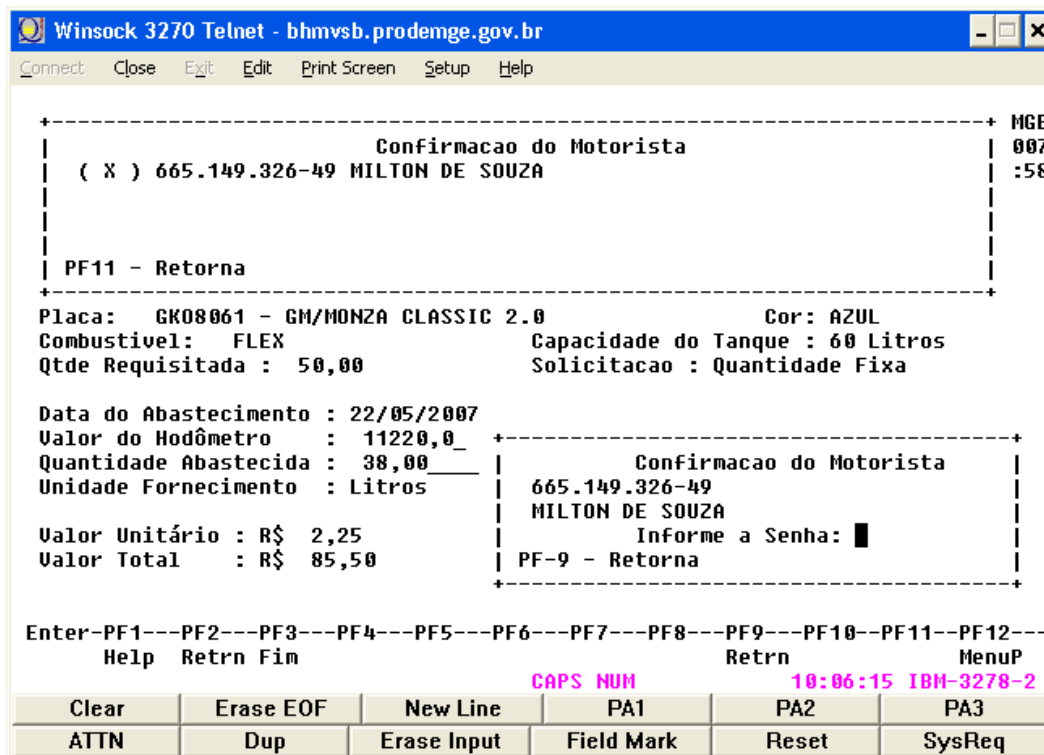 Winsock 3270 Telnet - bhmvsb.prodemge.gov.br
Connect Close Exit Edit Print Screen Setup Help
+----------------------------------------------------------+ MGE
| Confirmacao do Motorista | 007
| ( X ) 665.149.326-49 MILTON DE SOUZA | :58
|
|
|
| PF11 - Retorna |
+----------------------------------------------------------+
Placa: GKO8061 - GM/MONZA CLASSIC 2.0 Cor: AZUL
Combustivel: FLEX Capacidade do Tanque : 60 Litros
Qtde Requisitada : 50,00 Solicitacao : Quantidade Fixa
Data do Abastecimento : 22/05/2007
Valor do Hodômetro : 11220,0_ +-------------------------------+
Quantidade Abastecida : 38,00____ | Confirmacao do Motorista |
Unidade Fornecimento : Litros | 665.149.326-49 |
| MILTON DE SOUZA |
Valor Unitário : R$ 2,25 | Informe a Senha: |
Valor Total : R$ 85,50 | PF-9 - Retorna |
+-------------------------------+
Enter-PF1---PF2---PF3---PF4---PF5---PF6---PF7---PF8---PF9---PF10--PF11--PF12---
Help Retrn Fim Retrn MenuP
CAPS NUM 10:06:15 IBM-3278-2
Clear Erase EOF New Line PA1 PA2 PA3
ATTN Dup Erase Input Field Mark Reset SysReq